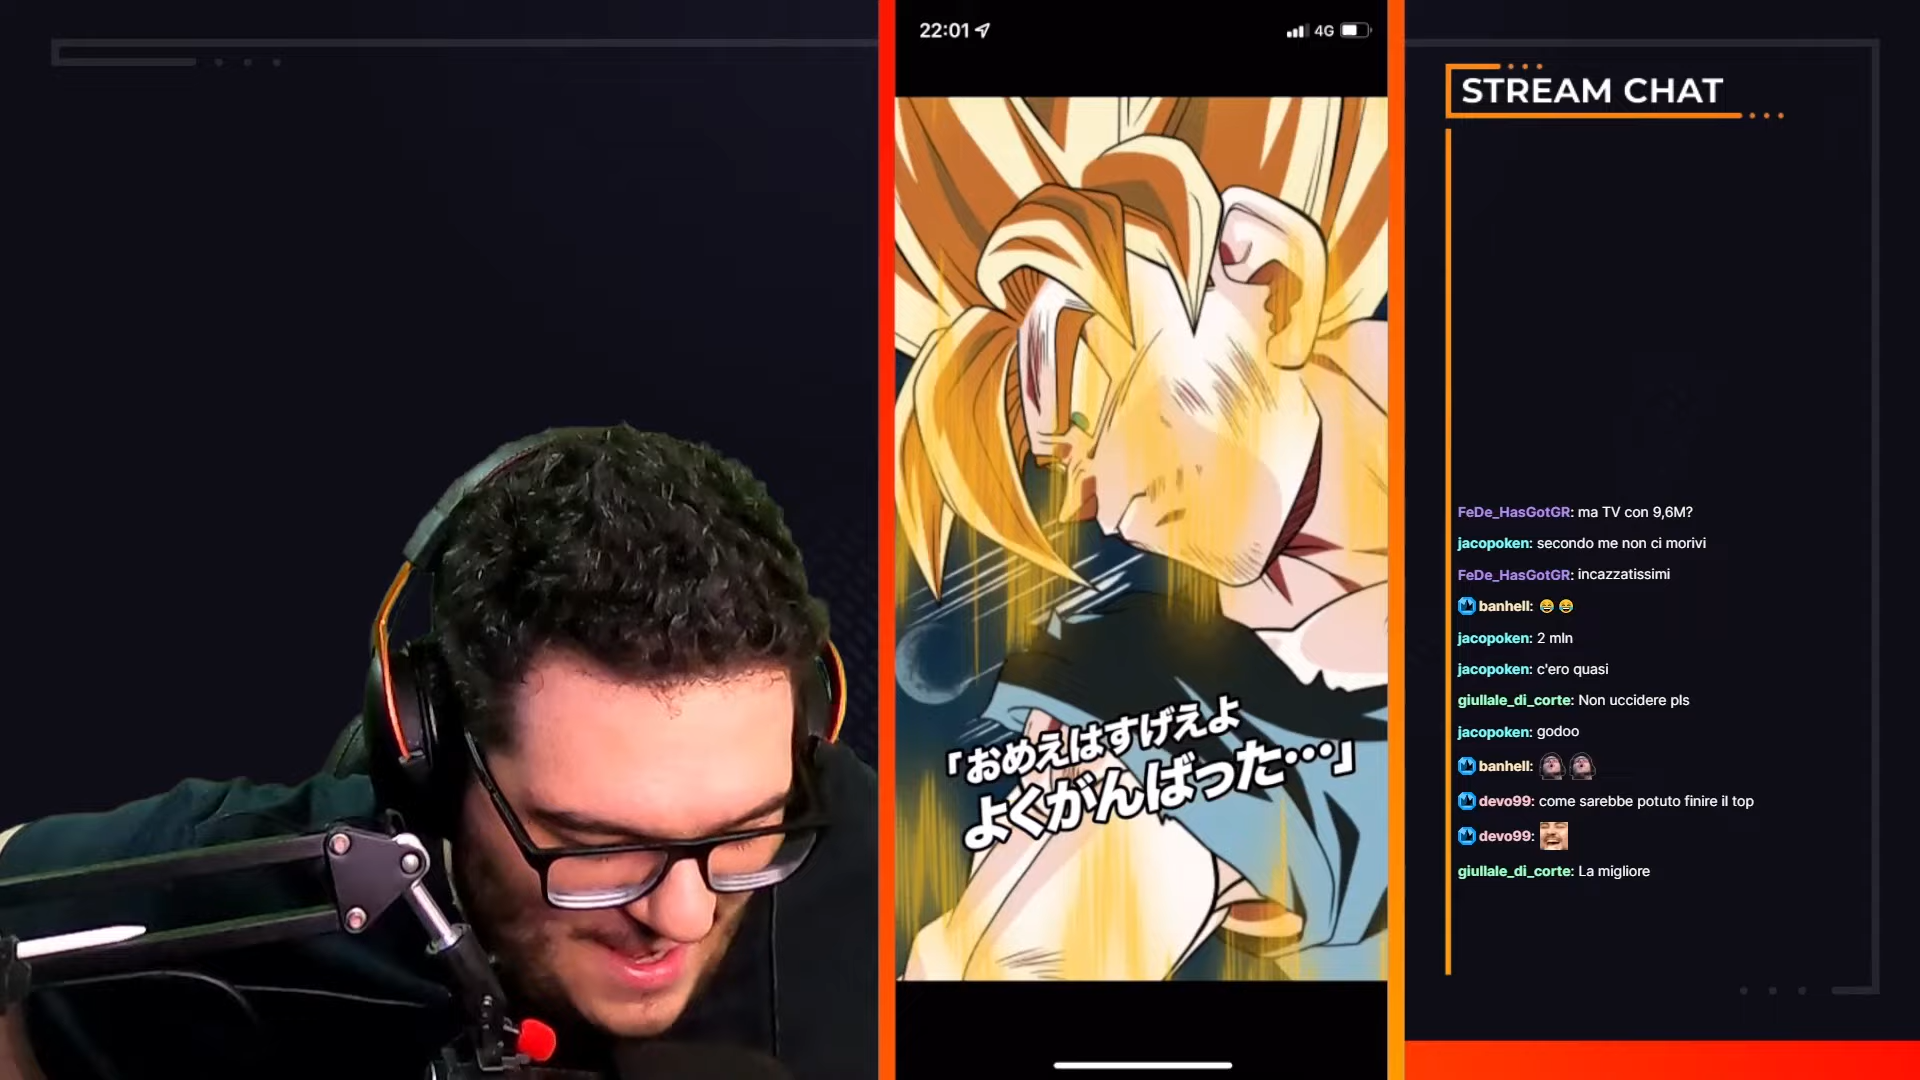 22:01
4G
「おめえはすげえよ
よくがんばった…」
STREAM CHAT
FeDe_HasGotGR: ma TV con 9,6M?
jacopoken: secondo me non ci morivi
FeDe_HasGotGR: incazzatissimi
banhell: 😂 😂
jacopoken: 2 mln
jacopoken: c'ero quasi
giullale_di_corte: Non uccidere pls
jacopoken: godoo
banhell:
devo99: come sarebbe potuto finire il top
devo99:
giullale_di_corte: La migliore